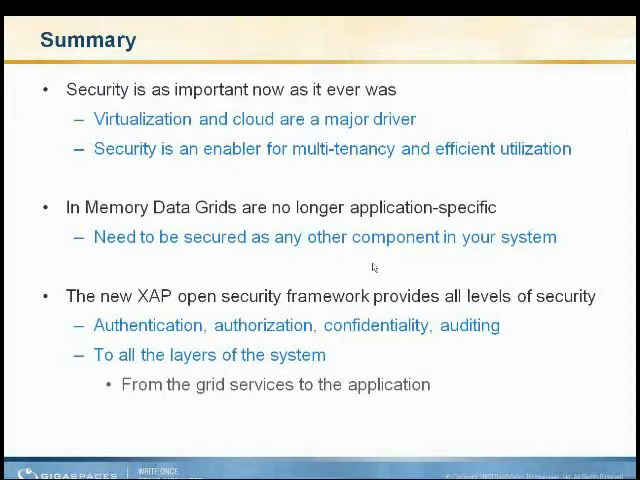 Summary
• Security is as important now as it ever was
– Virtualization and cloud are a major driver
– Security is an enabler for multi-tenancy and efficient utilization
• In Memory Data Grids are no longer application-specific
– Need to be secured as any other component in your system
• The new XAP open security framework provides all levels of security
– Authentication, authorization, confidentiality, auditing
– To all the layers of the system
• From the grid services to the application
GIGASPACES
WRITE ONCE